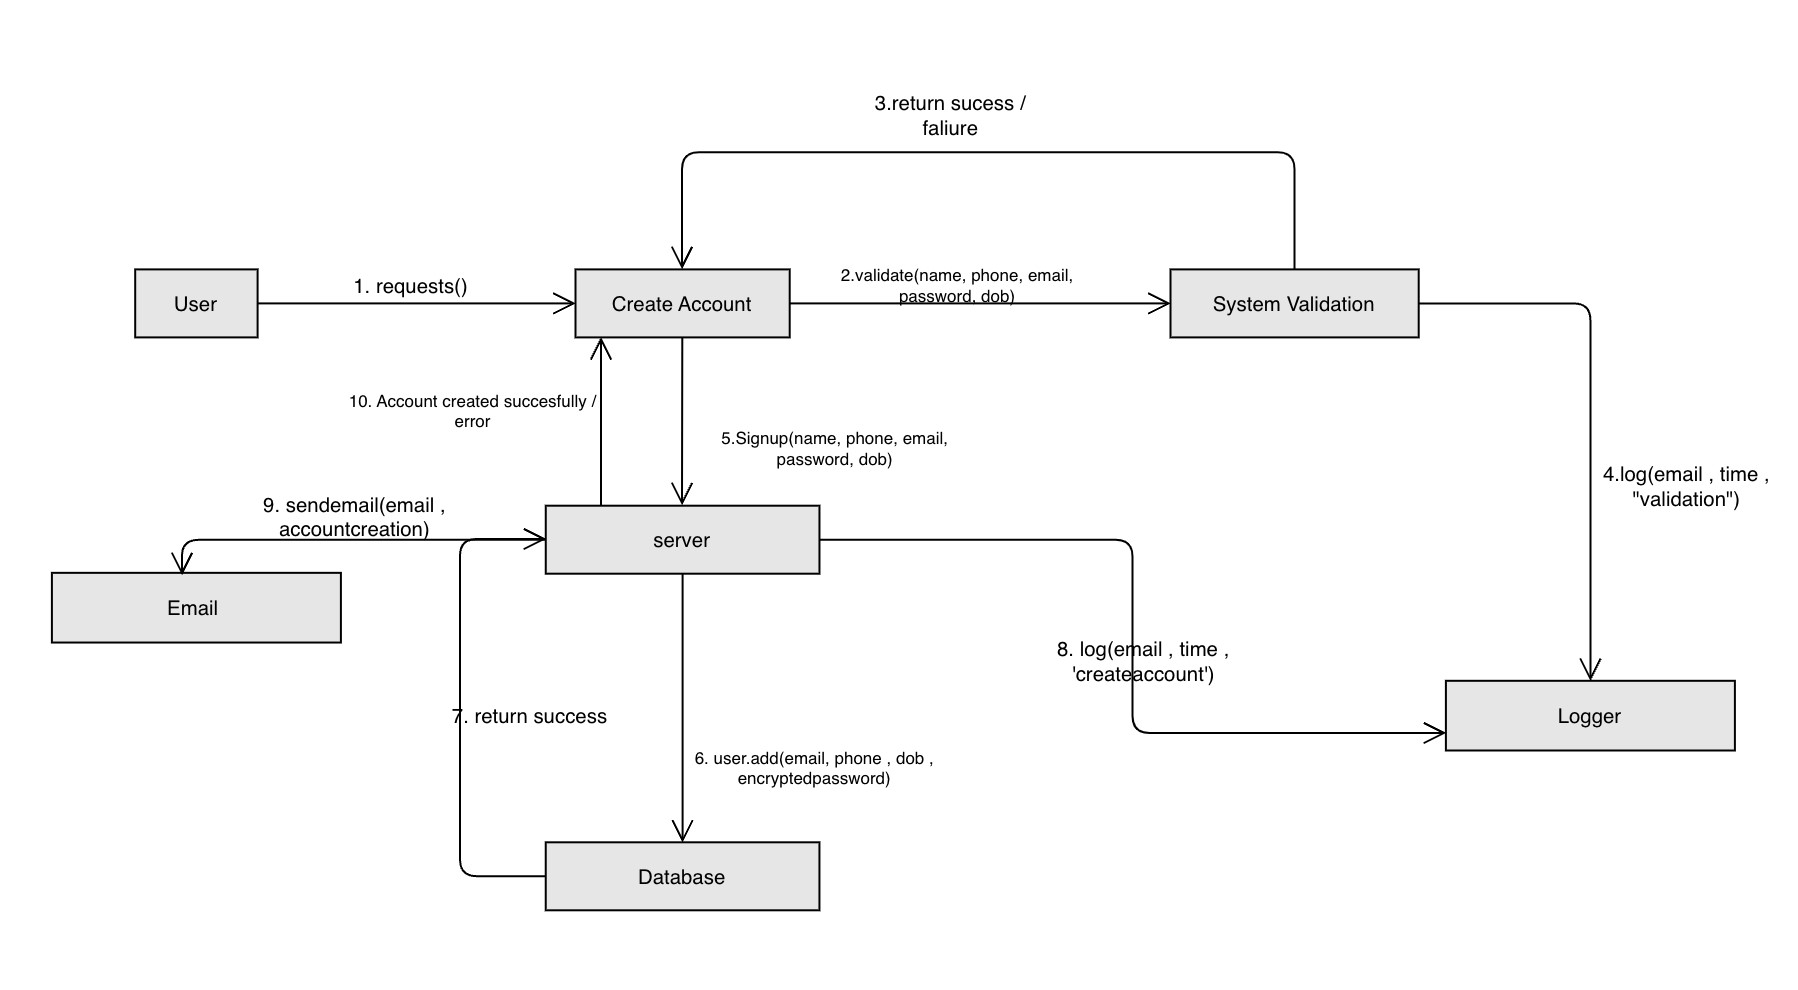 3.return sucess /
faliure
User
1. requests()
Create Account
2.validate(name, phone, email,
password, dob)
System Validation
10. Account created succesfully /
error
5.Signup(name, phone, email,
password, dob)
4.log(email , time ,
"validation")
9. sendemail(email ,
accountcreation)
server
Email
8. log(email , time ,
'createaccount')
7. return success
Logger
6. user.add(email, phone , dob ,
encryptedpassword)
Database